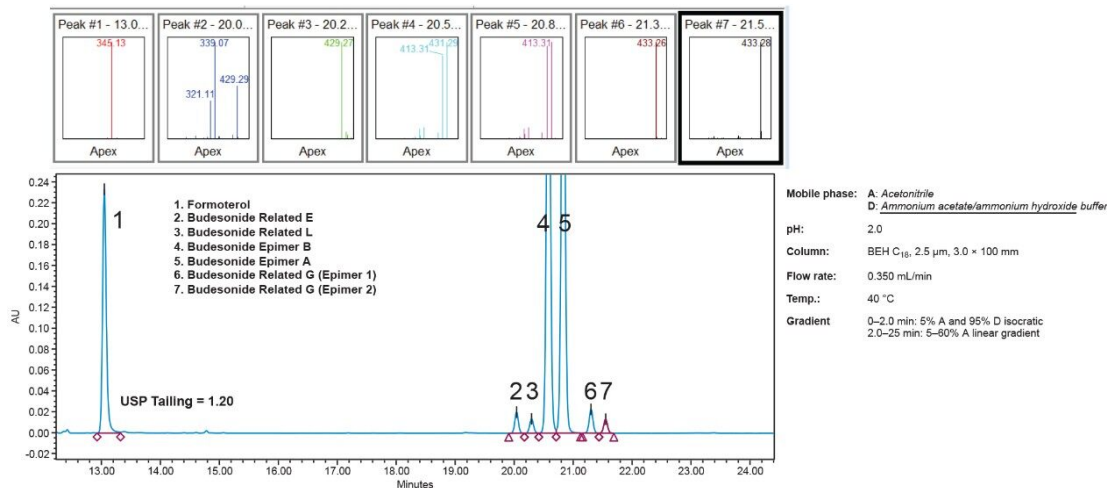 Peak #1 - 13.0...
345.13
Apex
Peak #2 - 20.0...
339.07
429.29
321.11
Apex
Peak #3 - 20.2...
429.27
Apex
Peak #4 - 20.5...
431.29
413.31
Apex
Peak #5 - 20.8...
413.31
Apex
Peak #6 - 21.3...
433.26
Apex
Peak #7 - 21.5...
433.28
Apex
AU
0.24
0.22
0.20
0.18
0.16
0.14
0.12
0.10
0.08
0.06
0.04
0.02
0.00
-0.02
1
1. Formoterol
2. Budesonide Related E
3. Budesonide Related L
4. Budesonide Epimer B
5. Budesonide Epimer A
6. Budesonide Related G (Epimer 1)
7. Budesonide Related G (Epimer 2)
4 5
23
67
USP Tailing = 1.20
13.00 14.00 15.00 16.00 17.00 18.00 19.00 20.00 21.00 22.00 23.00 24.00
Minutes
Mobile phase: A: Acetonitrile
D: Ammonium acetate/ammonium hydroxide buffer
pH: 2.0
Column: BEH C₁₈, 2.5 µm, 3.0 × 100 mm
Flow rate: 0.350 mL/min
Temp.: 40 °C
Gradient 0–2.0 min: 5% A and 95% D isocratic
2.0–25 min: 5–60% A linear gradient